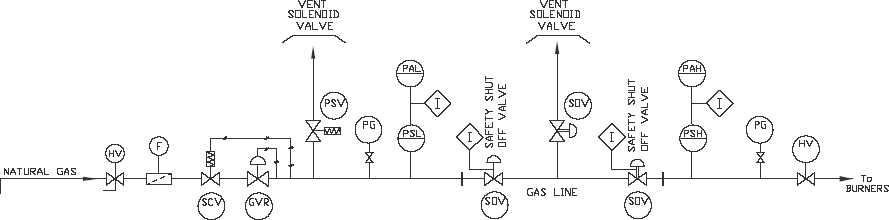 VENT
SOLENOID
VALVE
VENT
SOLENOID
VALVE
PAL
I
SAFETY SHUT
OFF VALVE
PSV
PG
PSL
I
SOV
I
SAFETY SHUT
OFF VALVE
PAH
I
PSH
PG
HV
F
HV
NATURAL GAS
SCV
GVR
SOV
GAS LINE
SOV
TO
BURNERS